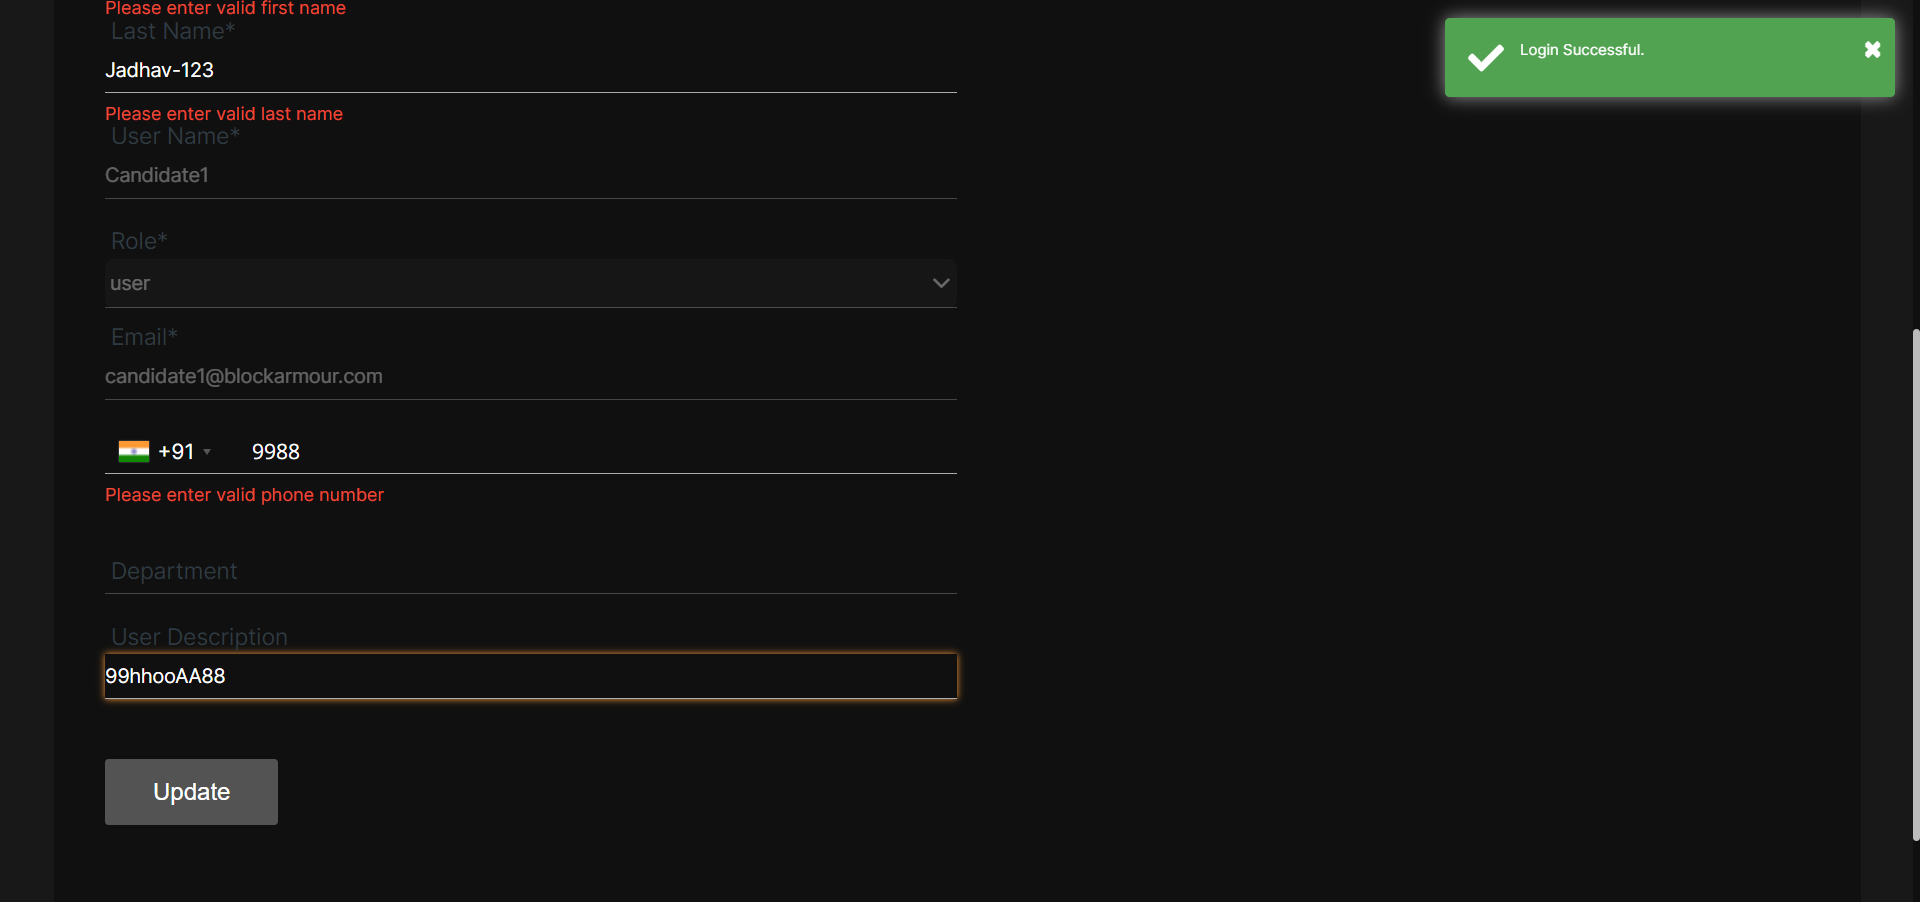 Please enter valid first name
Last Name*
Jadhav-123
Please enter valid last name
User Name*
Candidate1
Role*
user
Email*
candidate1@blockarmour.com
+91 9988
Please enter valid phone number
Department
User Description
99hhooAA88
Update
Login Successful.